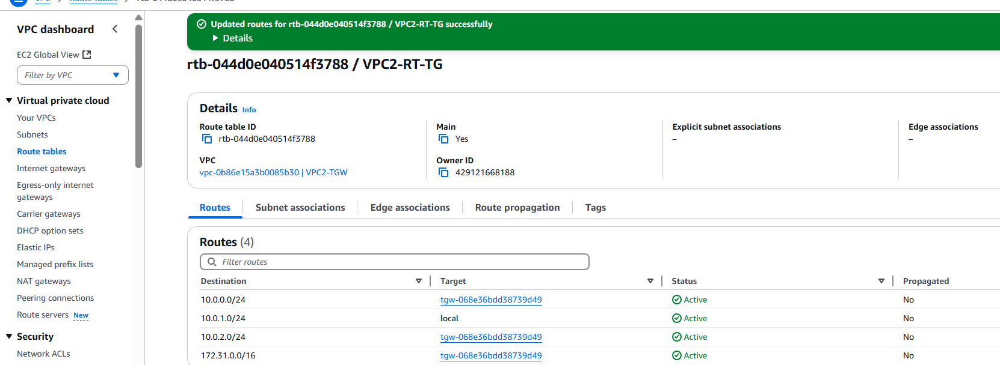 VPC > Route tables > rtb-044d0e040514f3788
VPC dashboard
EC2 Global View
Filter by VPC
Virtual private cloud
Your VPCs
Subnets
Route tables
Internet gateways
Egress-only internet
gateways
Carrier gateways
DHCP option sets
Elastic IPs
Managed prefix lists
NAT gateways
Peering connections
Route servers New
Security
Network ACLs
Updated routes for rtb-044d0e040514f3788 / VPC2-RT-TG successfully
Details
rtb-044d0e040514f3788 / VPC2-RT-TG
Details Info
Route table ID
rtb-044d0e040514f3788
VPC
vpc-0b86e15a3b0085b30 | VPC2-TGW
Main
Yes
Owner ID
429121668188
Explicit subnet associations
–
Edge associations
–
Routes Subnet associations Edge associations Route propagation Tags
Routes (4)
Filter routes
Destination Target Status Propagated
10.0.0.0/24 tgw-068e36bdd38739d49 Active No
10.0.1.0/24 local Active No
10.0.2.0/24 tgw-068e36bdd38739d49 Active No
172.31.0.0/16 tgw-068e36bdd38739d49 Active No